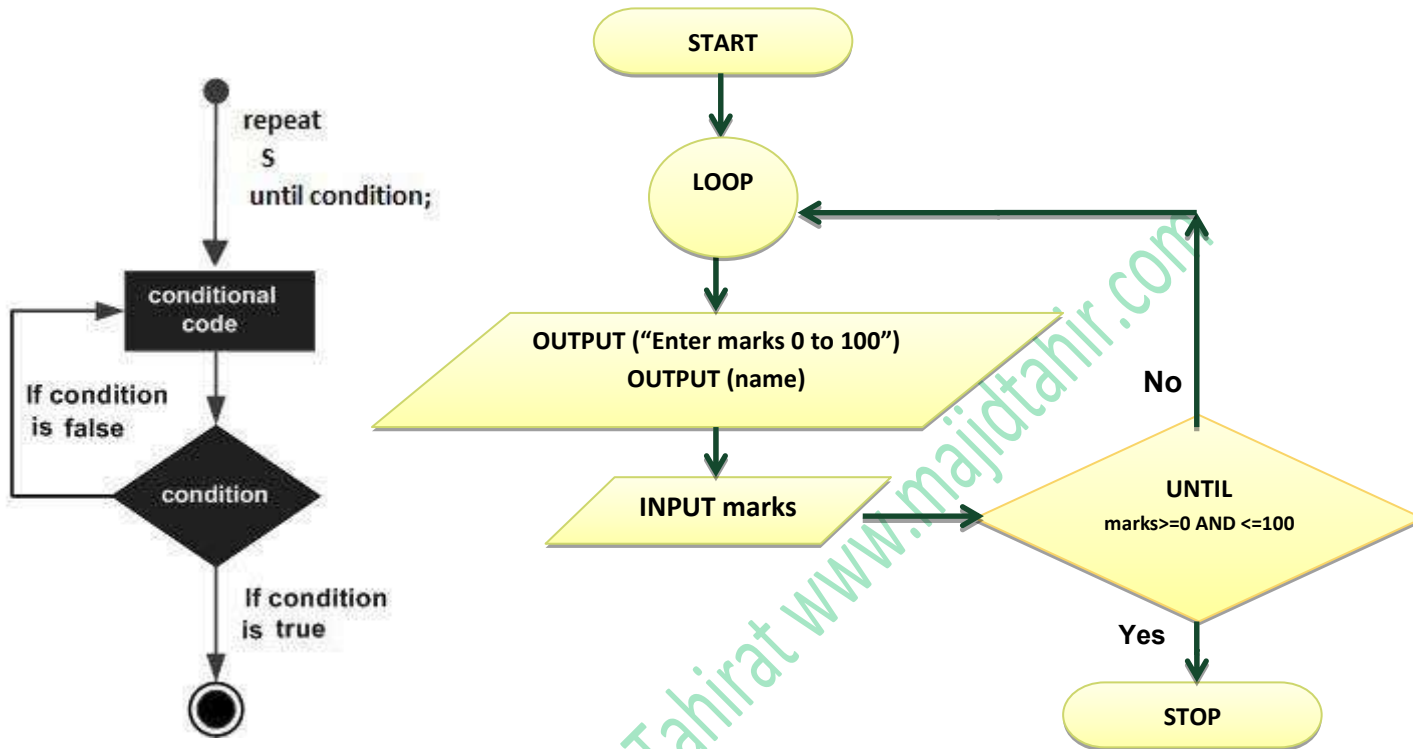 repeat
S
until condition;
conditional
code
If condition
is false
condition
If condition
is true
START
LOOP
OUTPUT (“Enter marks 0 to 100”)
OUTPUT (name)
INPUT marks
No
UNTIL
marks>=0 AND <=100
Yes
STOP
Tahirat www.majidtahir.com